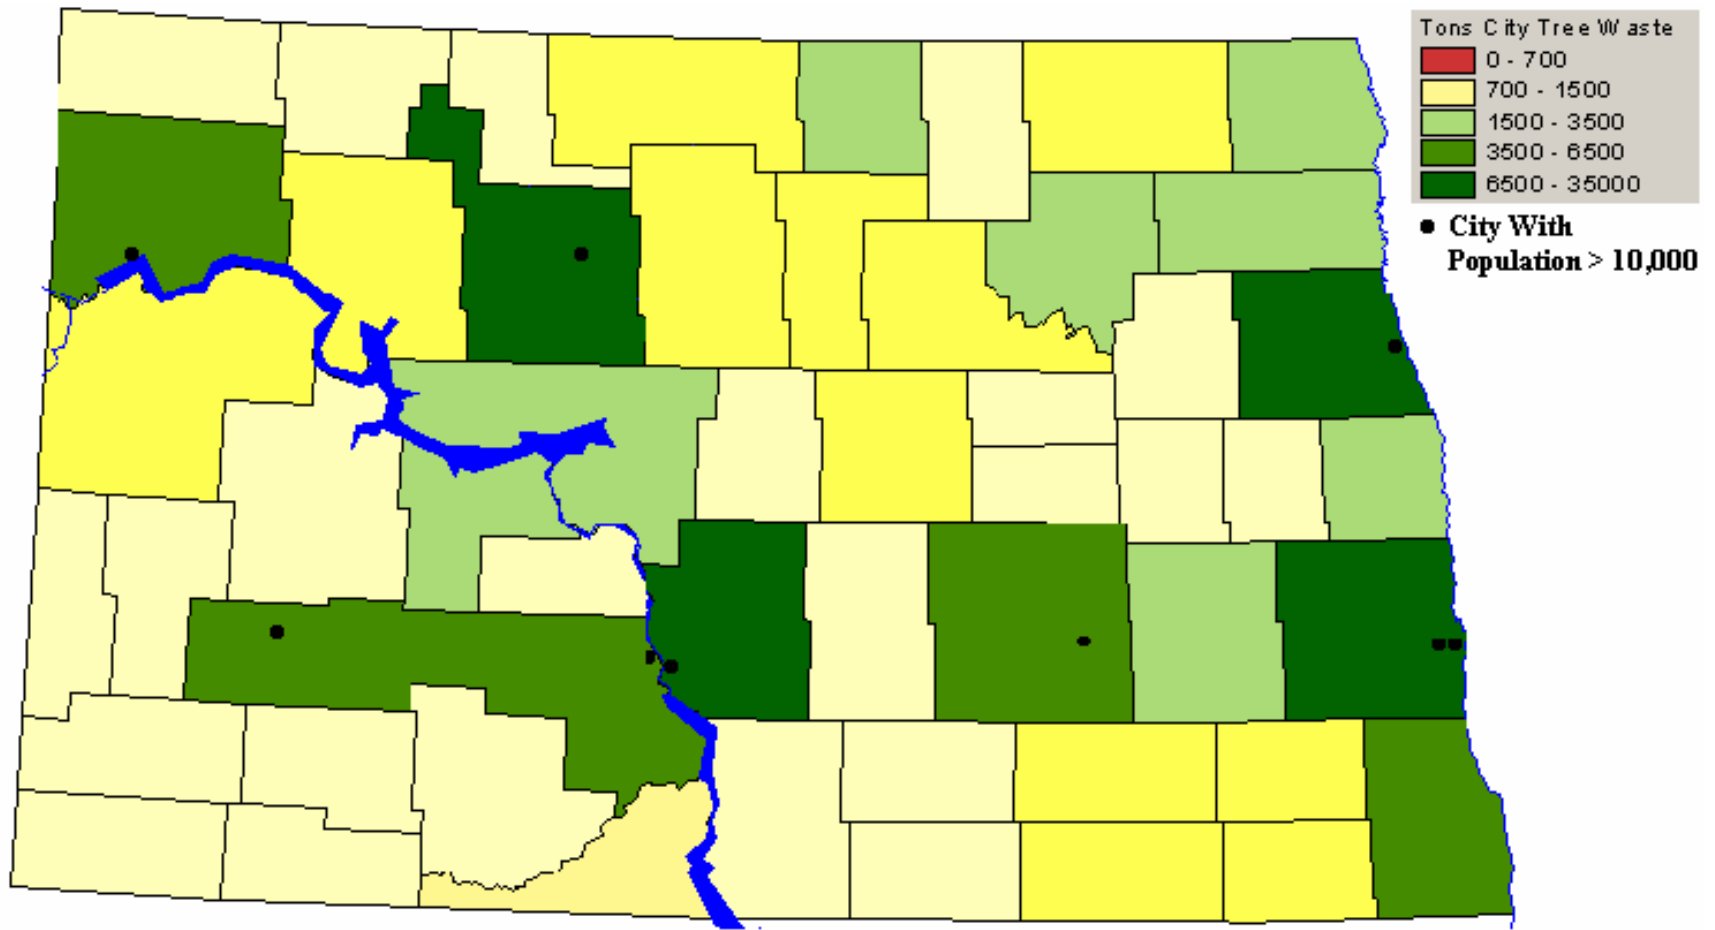 Tons City Tree Waste
0 - 700
700 - 1500
1500 - 3500
3500 - 6500
6500 - 35000
City With
Population > 10,000